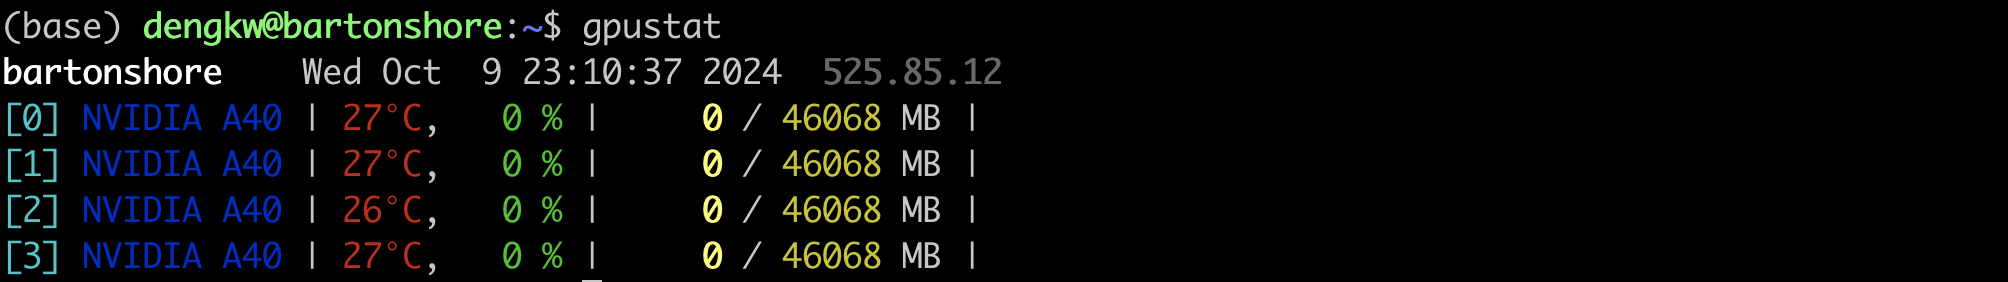 (base) dengkw@bartonshore:~$ gpustat
bartonshore    Wed Oct  9 23:10:37 2024  525.85.12
[0] NVIDIA A40 | 27°C,   0 % |     0 / 46068 MB |
[1] NVIDIA A40 | 27°C,   0 % |     0 / 46068 MB |
[2] NVIDIA A40 | 26°C,   0 % |     0 / 46068 MB |
[3] NVIDIA A40 | 27°C,   0 % |     0 / 46068 MB |